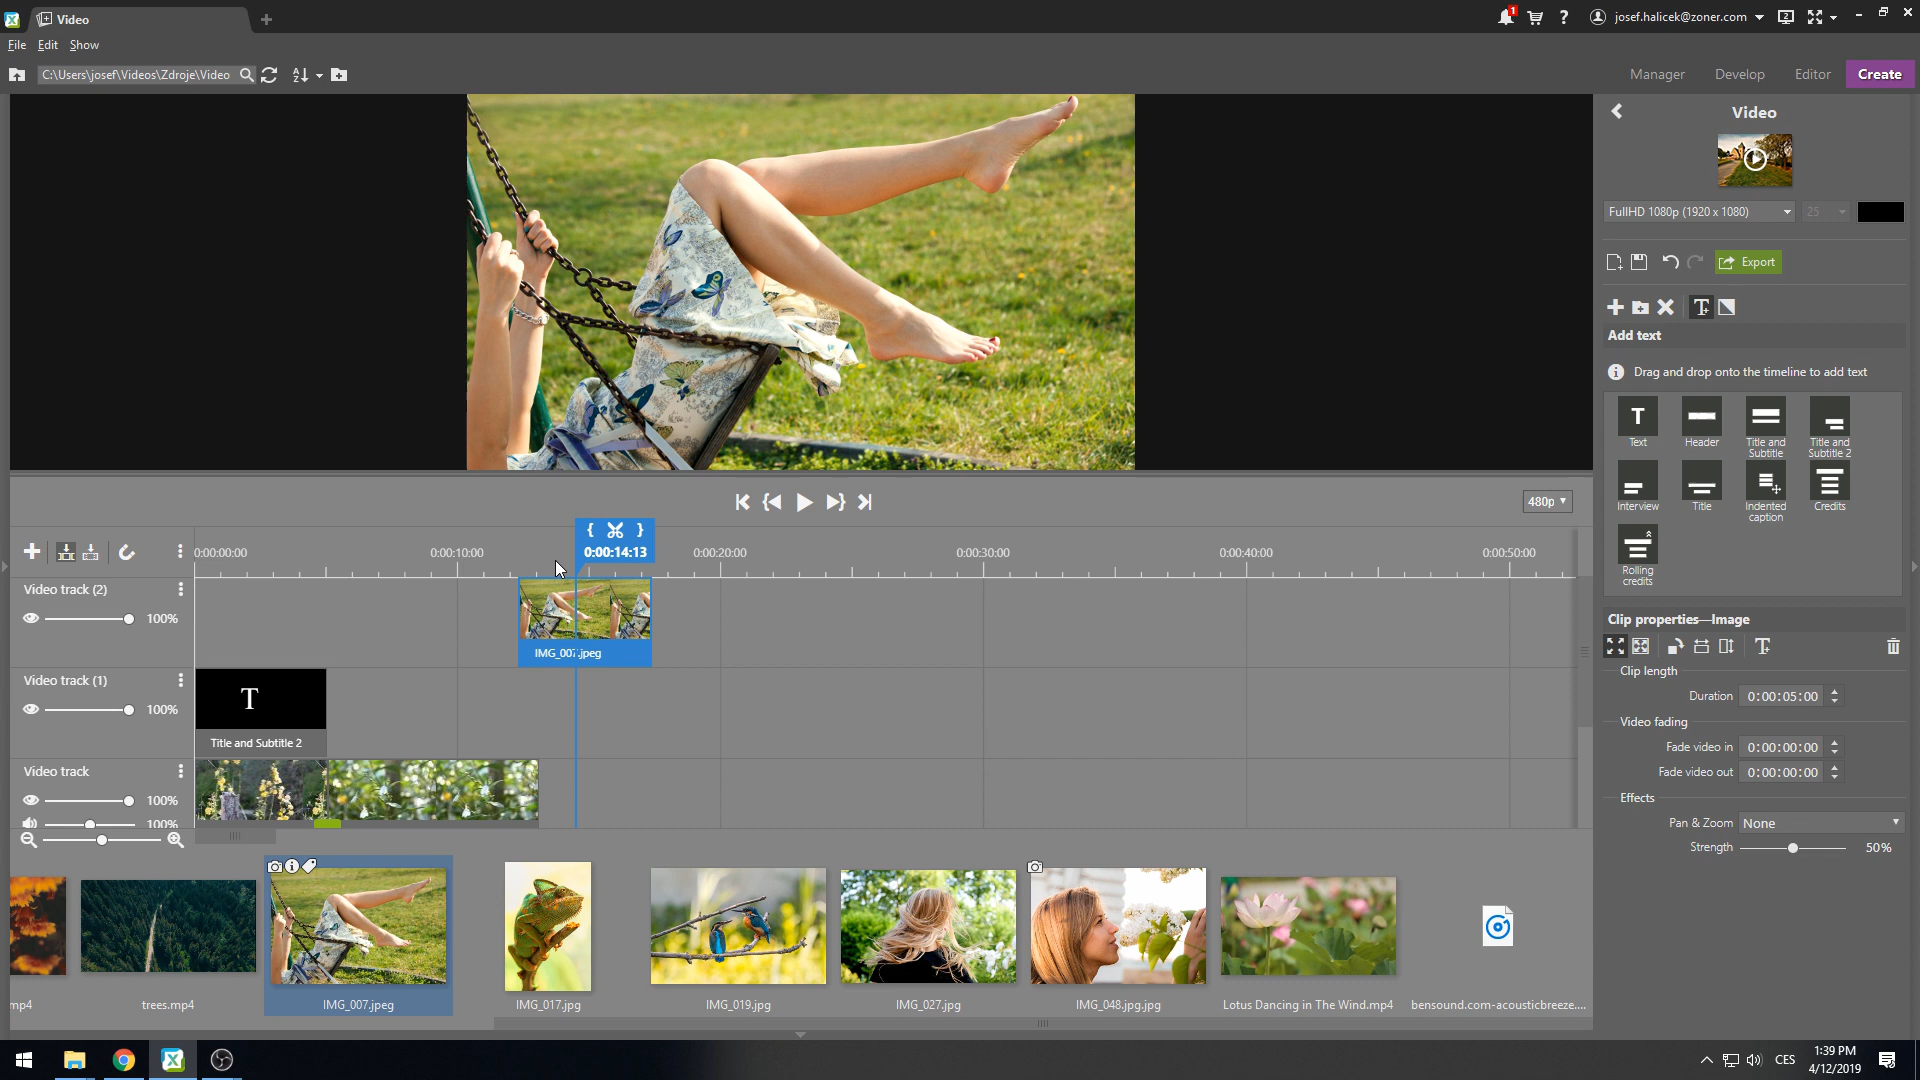 Video
1
josef.halicek@zoner.com
2
File Edit Show
C:\Users\josef\Videos\Zdroje\Video
Manager Develop Editor Create
Video
FullHD 1080p (1920 x 1080) 25
Export
Add text
Drag and drop onto the timeline to add text
T
Text Header Title and Subtitle Title and Subtitle 2
Interview Title Indented caption Credits
Rolling credits
480p
0:00:14:13
0:00:00:00 0:00:10:00 0:00:20:00 0:00:30:00 0:00:40:00 0:00:50:00
Video track (2)
100%
IMG_007.jpeg
Video track (1)
100%
T
Title and Subtitle 2
Video track
100%
100%
Clip properties—Image
Clip length
Duration 0:00:05:00
Video fading
Fade video in 0:00:00:00
Fade video out 0:00:00:00
Effects
Pan & Zoom None
Strength 50%
mp4 trees.mp4 IMG_007.jpeg IMG_017.jpg IMG_019.jpg IMG_027.jpg IMG_048.jpg.jpg Lotus Dancing in The Wind.mp4 bensound.com-acousticbreeze....
CES
1:39 PM
4/12/2019